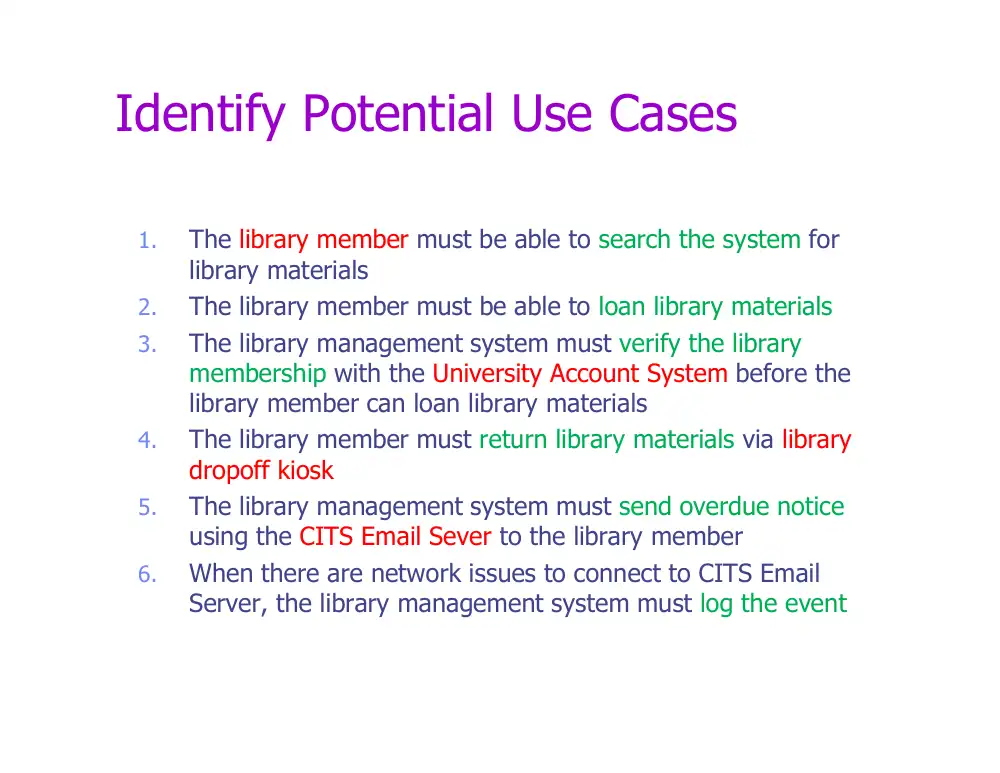 Identify Potential Use Cases
1. The library member must be able to search the system for
library materials
2. The library member must be able to loan library materials
3. The library management system must verify the library
membership with the University Account System before the
library member can loan library materials
4. The library member must return library materials via library
dropoff kiosk
5. The library management system must send overdue notice
using the CITS Email Sever to the library member
6. When there are network issues to connect to CITS Email
Server, the library management system must log the event